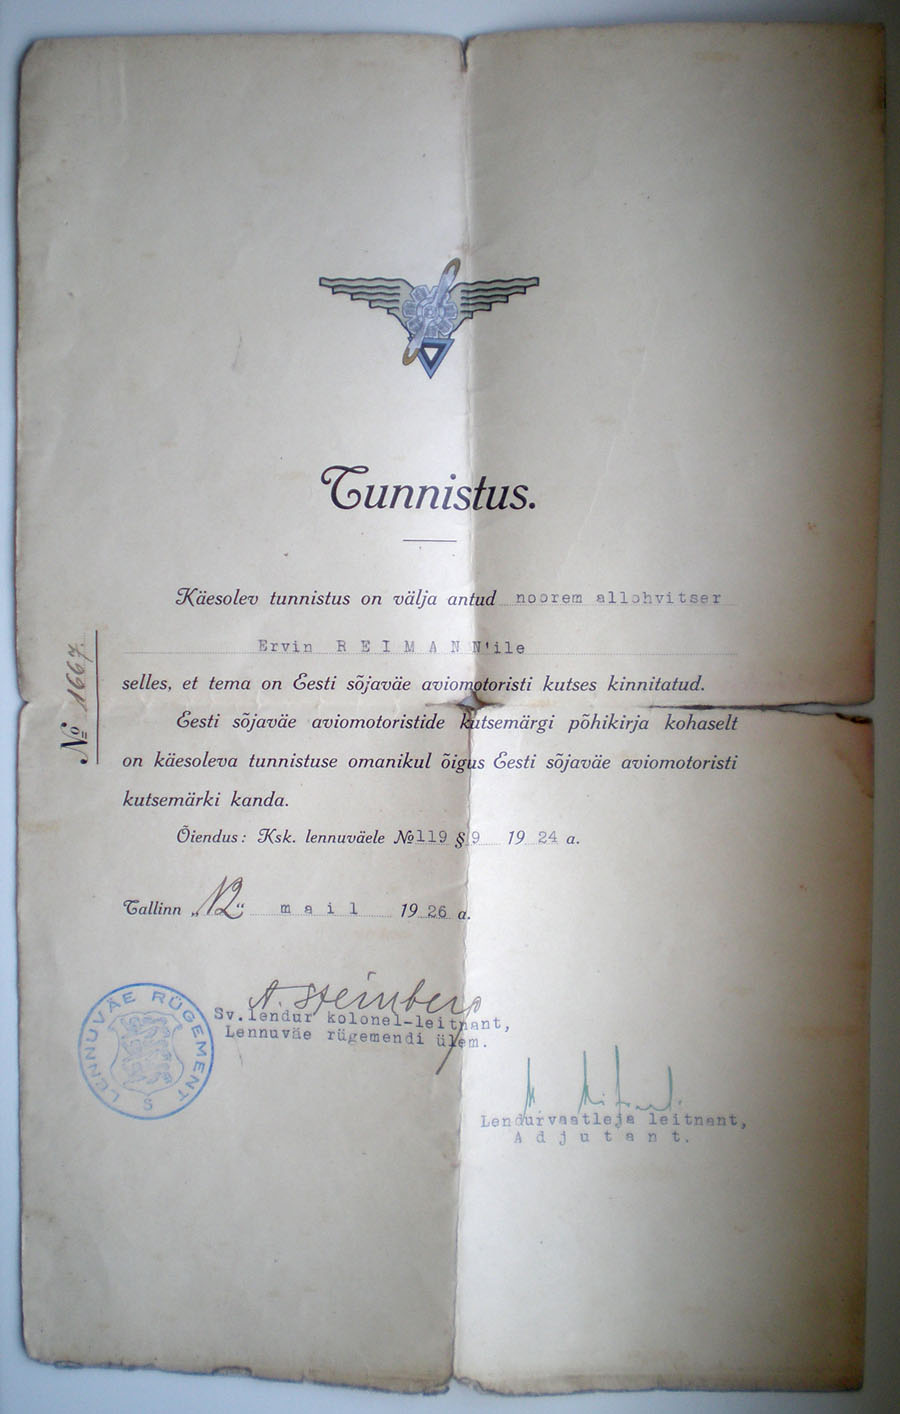 Tunnistus.
Käesolev tunnistus on välja antud noorem allohvitser
Ervin REIMANN'ile
selles, et tema on Eesti sõjaväe aviomotoristi kutses kinnitatud.
Eesti sõjaväe aviomotoristide kutsemärgi põhikirja kohaselt
on käesoleva tunnistuse omanikul õigus Eesti sõjaväe aviomotoristi
kutsemärki kanda.
Õiendus: Ksk. lennuväele №119 § 9 1924 a.
№ 1667.
Tallinn „12“ mail 1926 a.
A. Steinberg
Sv.lendur kolonel-leitnant,
Lennuväe rügemendi ülem.
LENNUVÄE RÜGEMENT
S
Lendurvaatleja leitnant,
Adjutant.